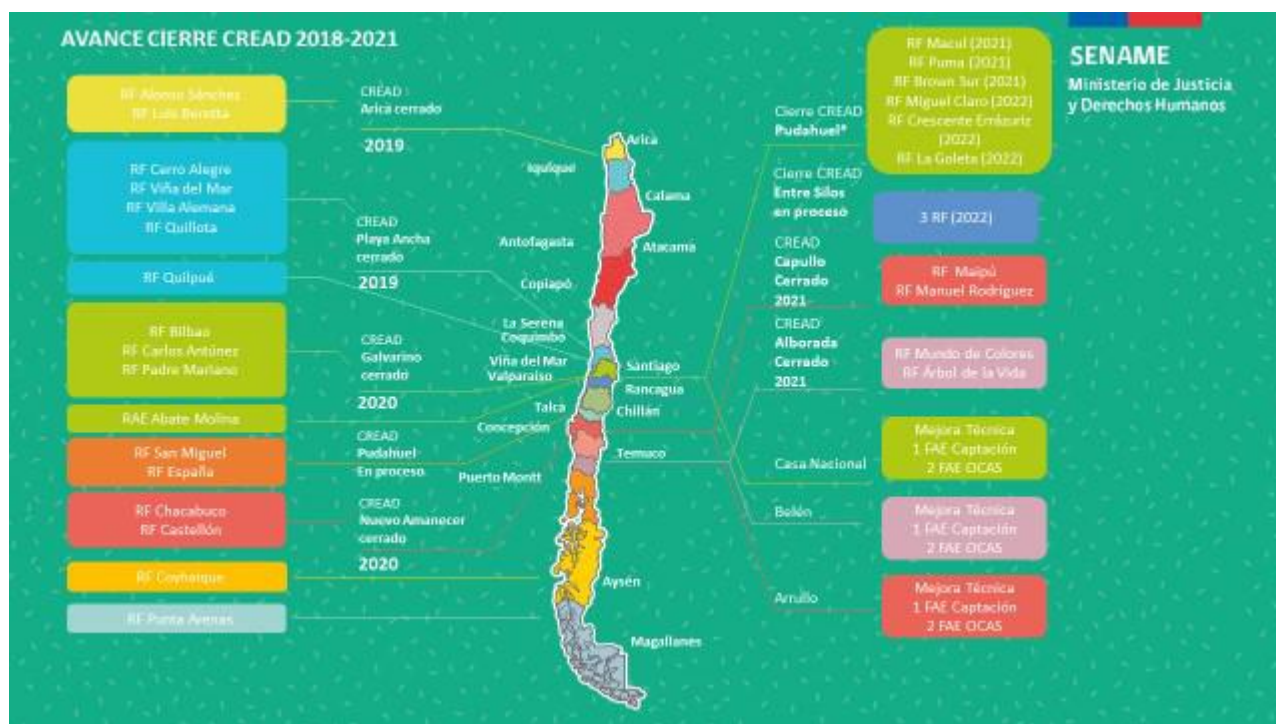 AVANCE CIERRE CREAD 2018-2021
RF Alonso Sánchez
RF Luis Beretta
RF Cerro Alegre
RF Viña del Mar
RF Villa Alemana
RF Quillota
RF Quilpué
RF Bilbao
RF Carlos Antúnez
RF Padre Mariano
RAE Abate Molina
RF San Miguel
RF España
RF Chacabuco
RF Castellón
RF Coyhaique
RF Punta Arenas
CREAD
Arica cerrado
2019
CREAD
Playa Ancha
cerrado
2019
CREAD
Galvarino
cerrado
2020
CREAD
Pudahuel
En proceso
CREAD
Nuevo Amanecer
cerrado
2020
Arica
Iquique
Calama
Antofagasta
Atacama
Copiapó
La Serena
Coquimbo
Viña del Mar
Valparaíso
Santiago
Rancagua
Talca
Chillán
Concepción
Temuco
Puerto Montt
Aysén
Magallanes
Cierre CREAD
Pudahuel*
Cierre CREAD
Entre Silos
en proceso
CREAD
Capullo
Cerrado
2021
CREAD
Alborada
Cerrado
2021
Casa Nacional
Belén
Arrullo
RF Macul (2021)
RF Puma (2021)
RF Brown Sur (2021)
RF Miguel Claro (2022)
RF Crescente Errázuriz
(2022)
RF La Goleta (2022)
3 RF (2022)
RF Maipú
RF Manuel Rodríguez
RF Mundo de Colores
RF Árbol de la Vida
Mejora Técnica
1 FAE Captación
2 FAE OCAS
Mejora Técnica
1 FAE Captación
2 FAE OCAS
Mejora Técnica
1 FAE Captación
2 FAE OCAS
SENAME
Ministerio de Justicia
y Derechos Humanos